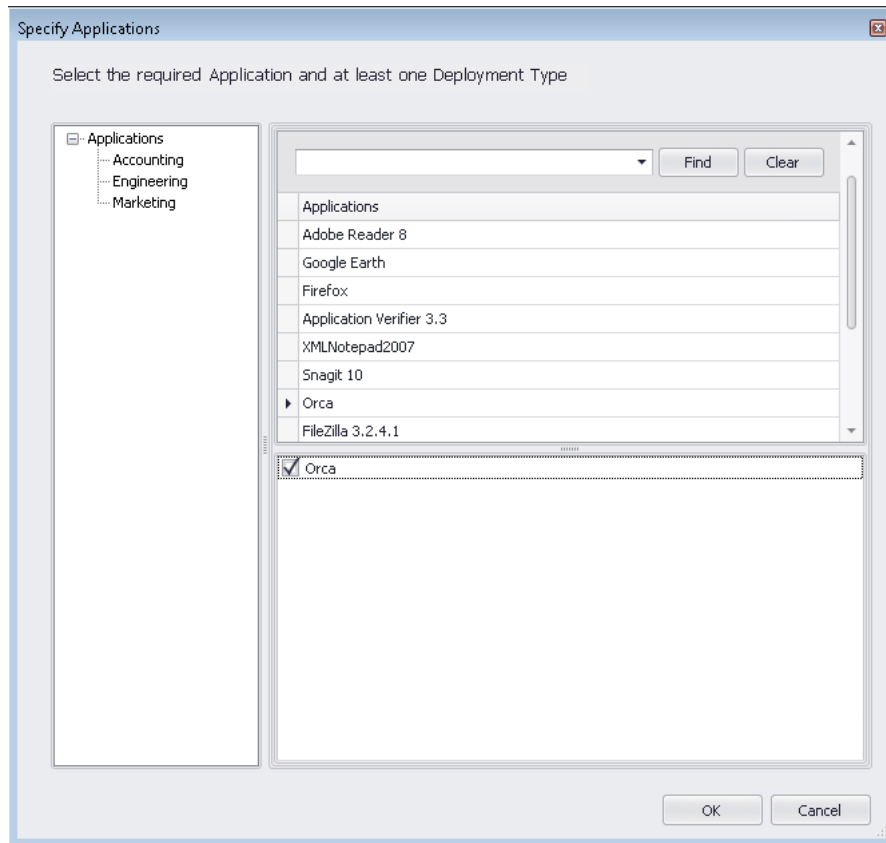 Specify Applications
Select the required Application and at least one Deployment Type
Applications
Accounting
Engineering
Marketing
Find
Clear
Applications
Adobe Reader 8
Google Earth
Firefox
Application Verifier 3.3
XMLNotepad2007
Snagit 10
Orca
FileZilla 3.2.4.1
Orca
OK
Cancel